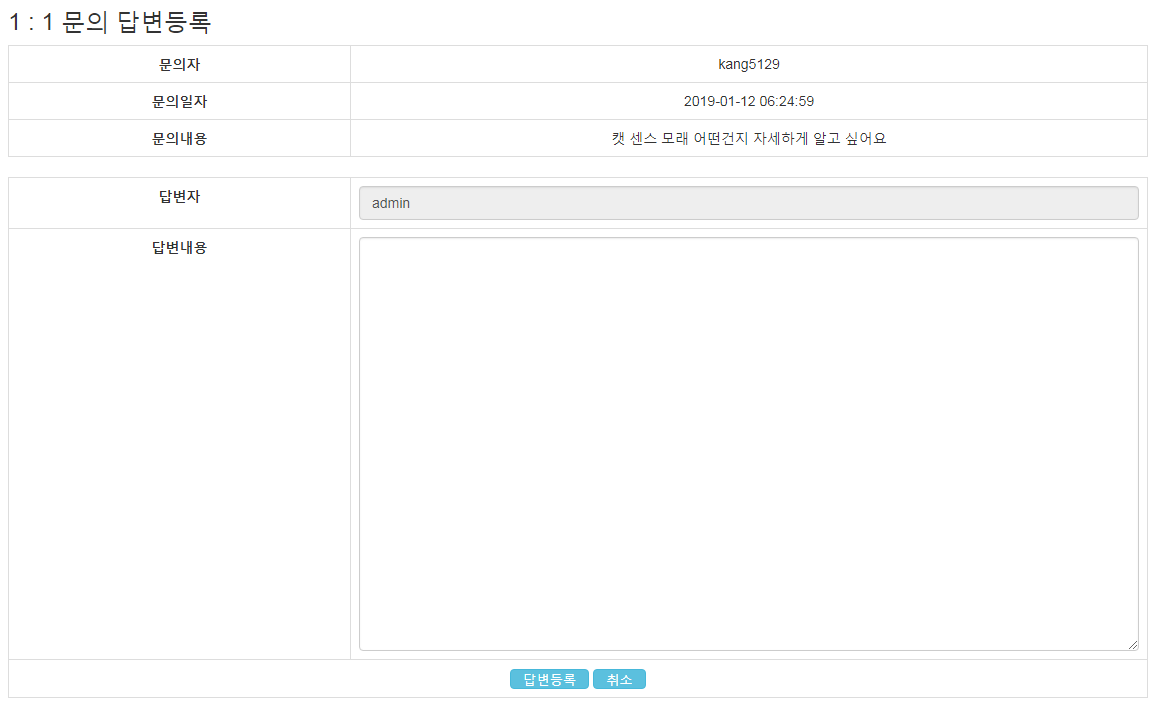 1 : 1 문의 답변등록
문의자 kang5129
문의일자 2019-01-12 06:24:59
문의내용 캣 센스 모래 어떤건지 자세하게 알고 싶어요
답변자 admin
답변내용
답변등록 취소